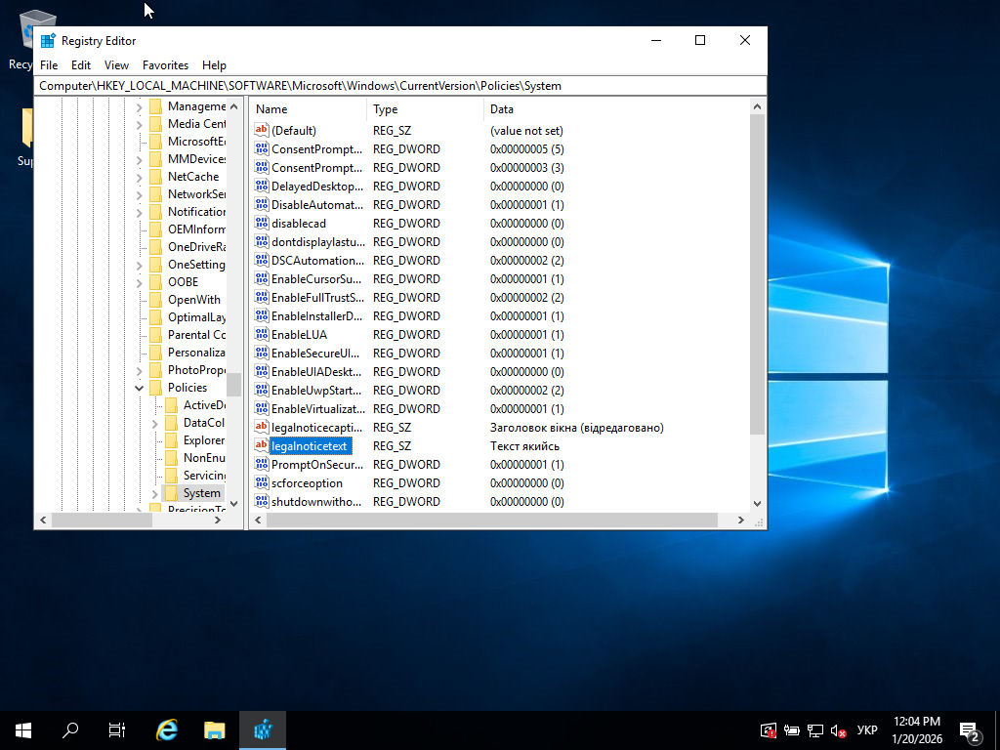 Recy
Sup
Registry Editor
File Edit View Favorites Help
Computer\HKEY_LOCAL_MACHINE\SOFTWARE\Microsoft\Windows\CurrentVersion\Policies\System
Manageme
Media Cent
MicrosoftEd
MMDevices
NetCache
NetworkSer
Notification
OEMInform
OneDriveRa
OneSetting
OOBE
OpenWith
OptimalLay
Parental Co
Personaliza
PhotoPrope
Policies
ActiveDe
DataColl
Explorer
NonEnu
Servicing
System
PrecisionTo
Name Type Data
(Default) REG_SZ (value not set)
ConsentPrompt... REG_DWORD 0x00000005 (5)
ConsentPrompt... REG_DWORD 0x00000003 (3)
DelayedDesktop... REG_DWORD 0x00000000 (0)
DisableAutomat... REG_DWORD 0x00000001 (1)
disablecad REG_DWORD 0x00000000 (0)
dontdisplaylastu... REG_DWORD 0x00000000 (0)
DSCAutomation... REG_DWORD 0x00000002 (2)
EnableCursorSu... REG_DWORD 0x00000001 (1)
EnableFullTrustS... REG_DWORD 0x00000002 (2)
EnableInstallerD... REG_DWORD 0x00000001 (1)
EnableLUA REG_DWORD 0x00000001 (1)
EnableSecureUI... REG_DWORD 0x00000001 (1)
EnableUIADeskt... REG_DWORD 0x00000000 (0)
EnableUwpStart... REG_DWORD 0x00000002 (2)
EnableVirtualizat... REG_DWORD 0x00000001 (1)
legalnoticecapti... REG_SZ Заголовок вікна (відредаговано)
legalnoticetext REG_SZ Текст якийсь
PromptOnSecur... REG_DWORD 0x00000001 (1)
scforceoption REG_DWORD 0x00000000 (0)
shutdownwitho... REG_DWORD 0x00000000 (0)
УКР
12:04 PM
1/20/2026
2